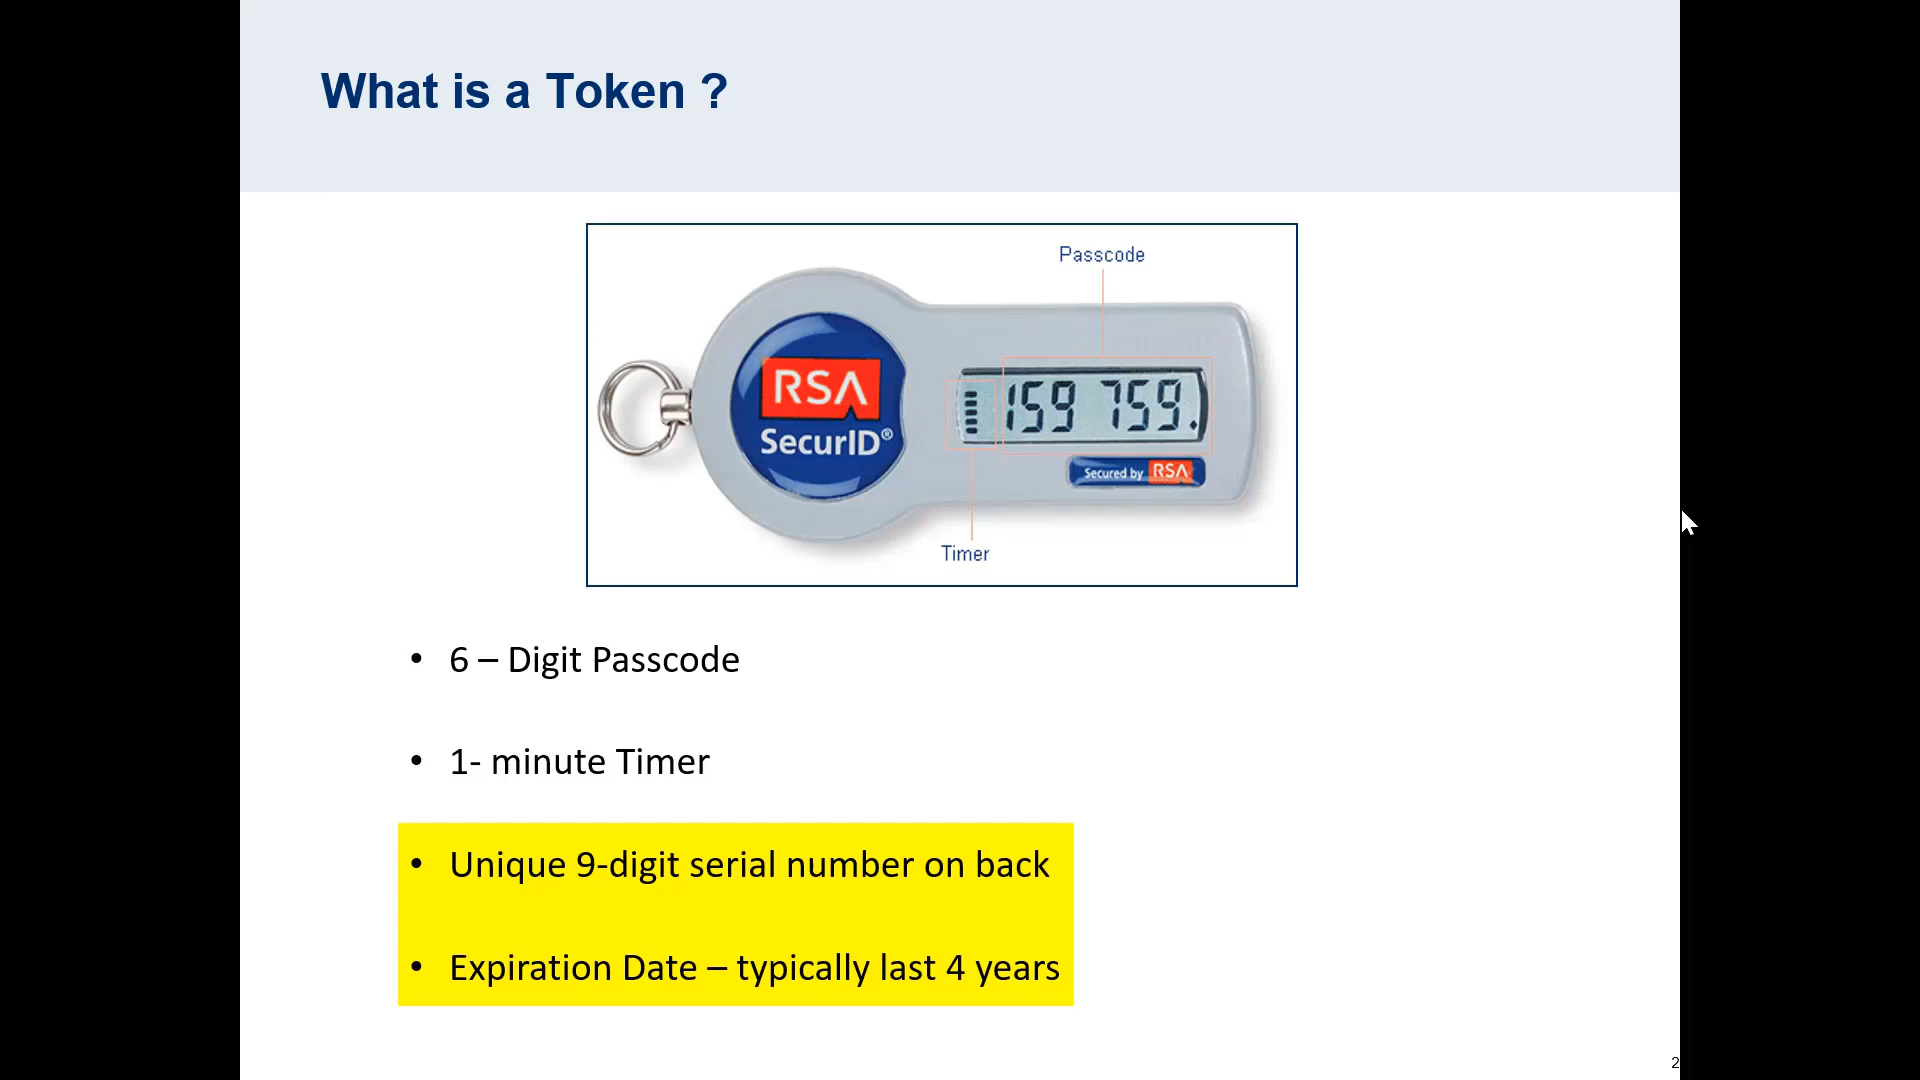 What is a Token ?
Passcode
RSA
SecurID®
159 759.
Secured by RSA
Timer
• 6 – Digit Passcode
• 1- minute Timer
• Unique 9-digit serial number on back
• Expiration Date – typically last 4 years
2